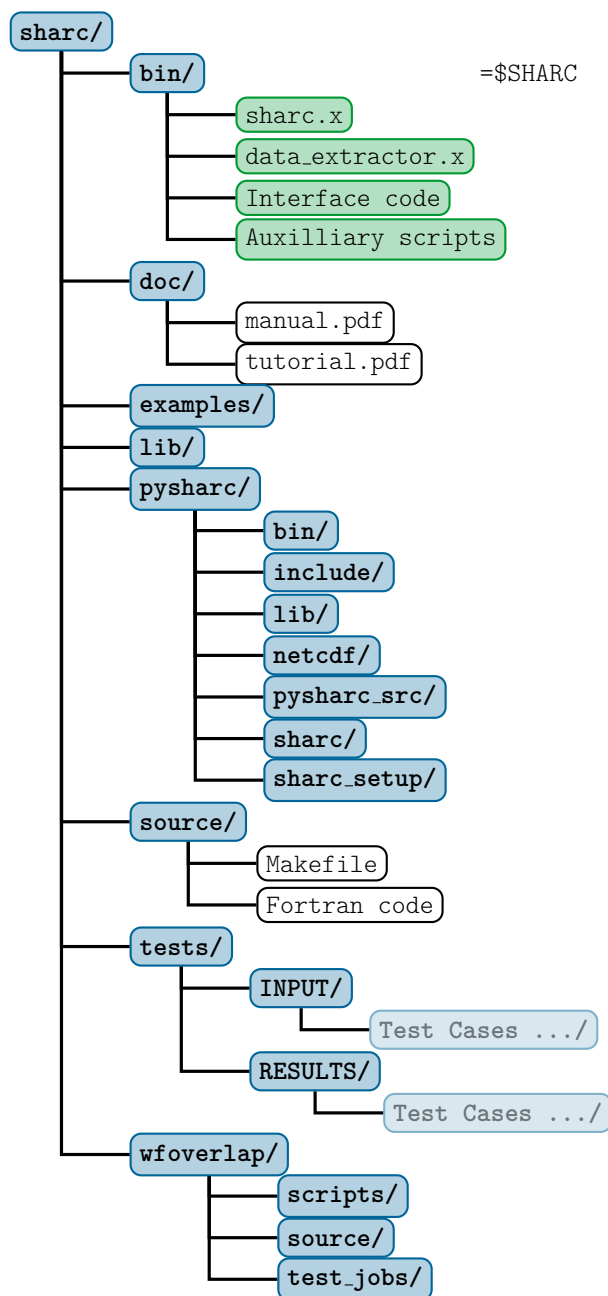 sharc/
bin/ =$SHARC
sharc.x
data_extractor.x
Interface code
Auxilliary scripts
doc/
manual.pdf
tutorial.pdf
examples/
lib/
pysharc/
bin/
include/
lib/
netcdf/
pysharc_src/
sharc/
sharc_setup/
source/
Makefile
Fortran code
tests/
INPUT/
Test Cases .../
RESULTS/
Test Cases .../
wfoverlap/
scripts/
source/
test_jobs/